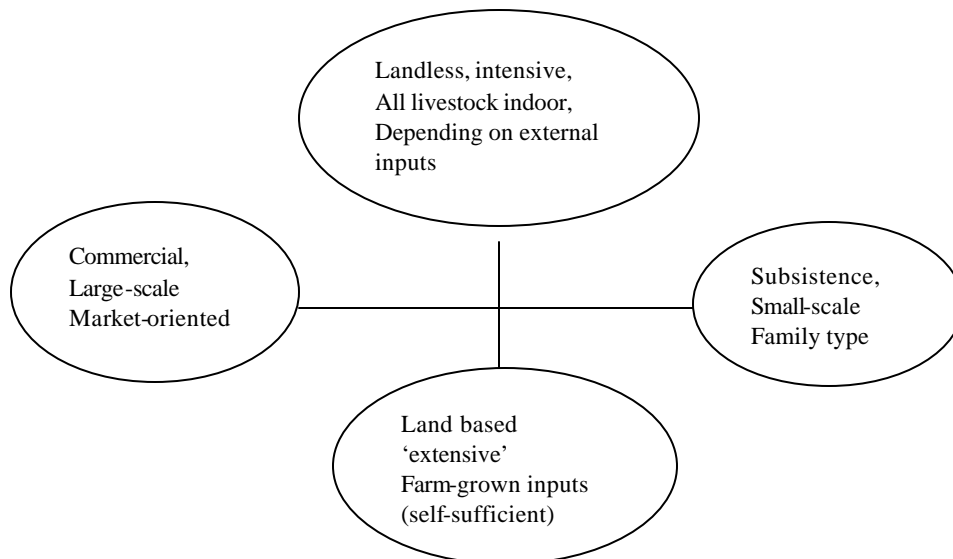 Landless, intensive,
All livestock indoor,
Depending on external
inputs
Commercial,
Large-scale
Market-oriented
Subsistence,
Small-scale
Family type
Land based
‘extensive’
Farm-grown inputs
(self-sufficient)